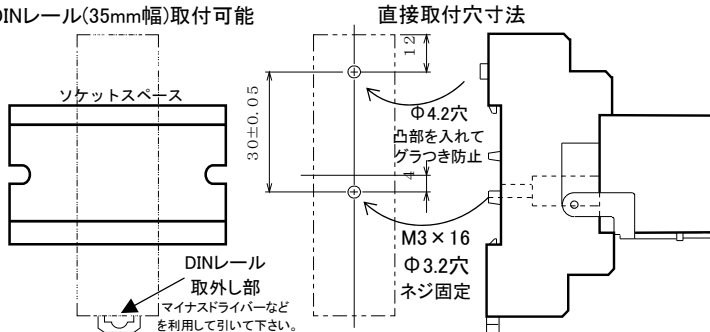 DINレール(35mm幅)取付可能
直接取付穴寸法
12
ソケットスペース
30±0.05
Φ4.2穴
凸部を入れて
グラつき防止
4
M3×16
Φ3.2穴
ネジ固定
DINレール
取外し部
マイナスドライバーなど
を利用して引いて下さい。